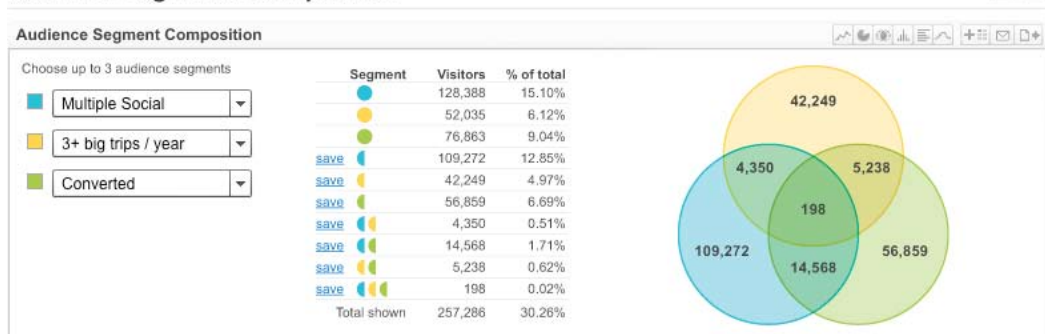 Audience Segment Composition
Choose up to 3 audience segments
Multiple Social
3+ big trips / year
Converted
Segment Visitors % of total
128,388 15.10%
52,035 6.12%
76,863 9.04%
save 109,272 12.85%
save 42,249 4.97%
save 56,859 6.69%
save 4,350 0.51%
save 14,568 1.71%
save 5,238 0.62%
save 198 0.02%
Total shown 257,286 30.26%
42,249
4,350 5,238
198
109,272 56,859
14,568